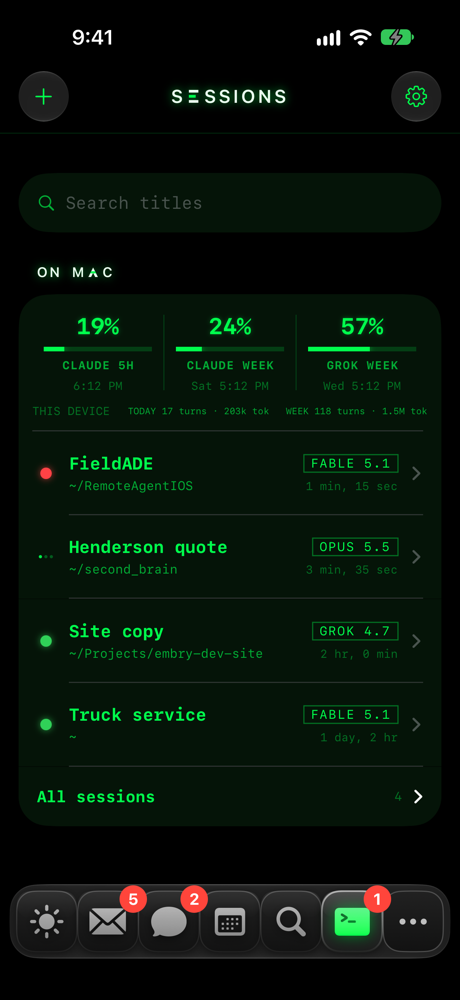 9:41
SESSIONS
Search titles
ON MAC
19% 24% 57%
CLAUDE 5H CLAUDE WEEK GROK WEEK
6:12 PM Sat 5:12 PM Wed 5:12 PM
THIS DEVICE TODAY 17 turns · 203k tok WEEK 118 turns · 1.5M tok
FieldADE FABLE 5.1
~/RemoteAgentIOS 1 min, 15 sec
Henderson quote OPUS 5.5
~/second_brain 3 min, 35 sec
Site copy GROK 4.7
~/Projects/embry-dev-site 2 hr, 0 min
Truck service FABLE 5.1
~ 1 day, 2 hr
All sessions 4
5 2 1